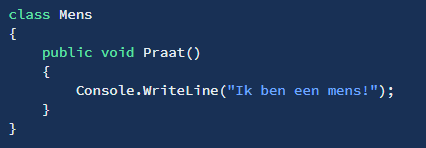 class Mens
{
    public void Praat()
    {
        Console.WriteLine("Ik ben een mens!");
    }
}